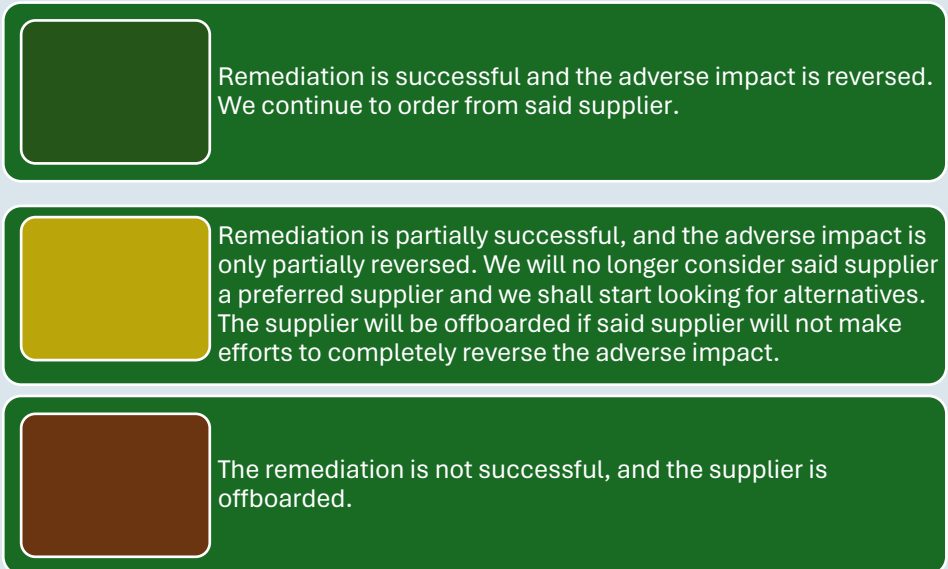 Remediation is successful and the adverse impact is reversed.
We continue to order from said supplier.
Remediation is partially successful, and the adverse impact is
only partially reversed. We will no longer consider said supplier
a preferred supplier and we shall start looking for alternatives.
The supplier will be offboarded if said supplier will not make
efforts to completely reverse the adverse impact.
The remediation is not successful, and the supplier is
offboarded.